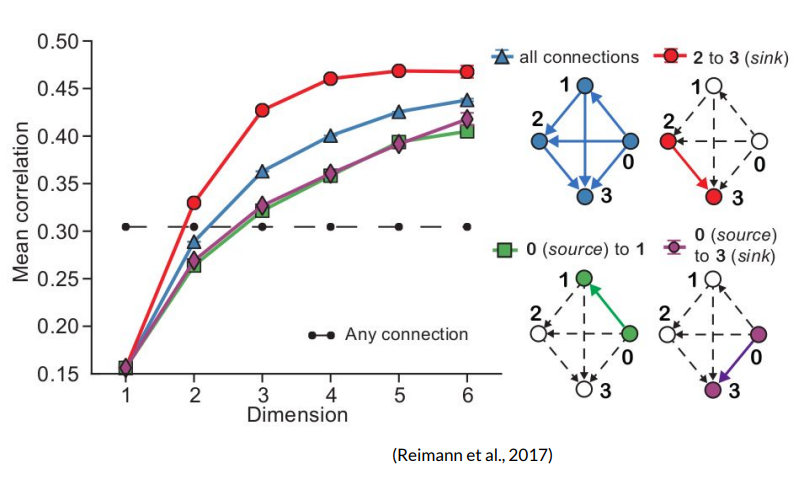 0.50
0.45
0.40
0.35
0.30
0.25
0.20
0.15
Mean correlation
1 2 3 4 5 6
Dimension
Any connection
all connections
1
2
0
3
2 to 3 (sink)
1
2
0
3
0 (source) to 1
1
2
0
3
0 (source)
to 3 (sink)
1
2
0
3
(Reimann et al., 2017)